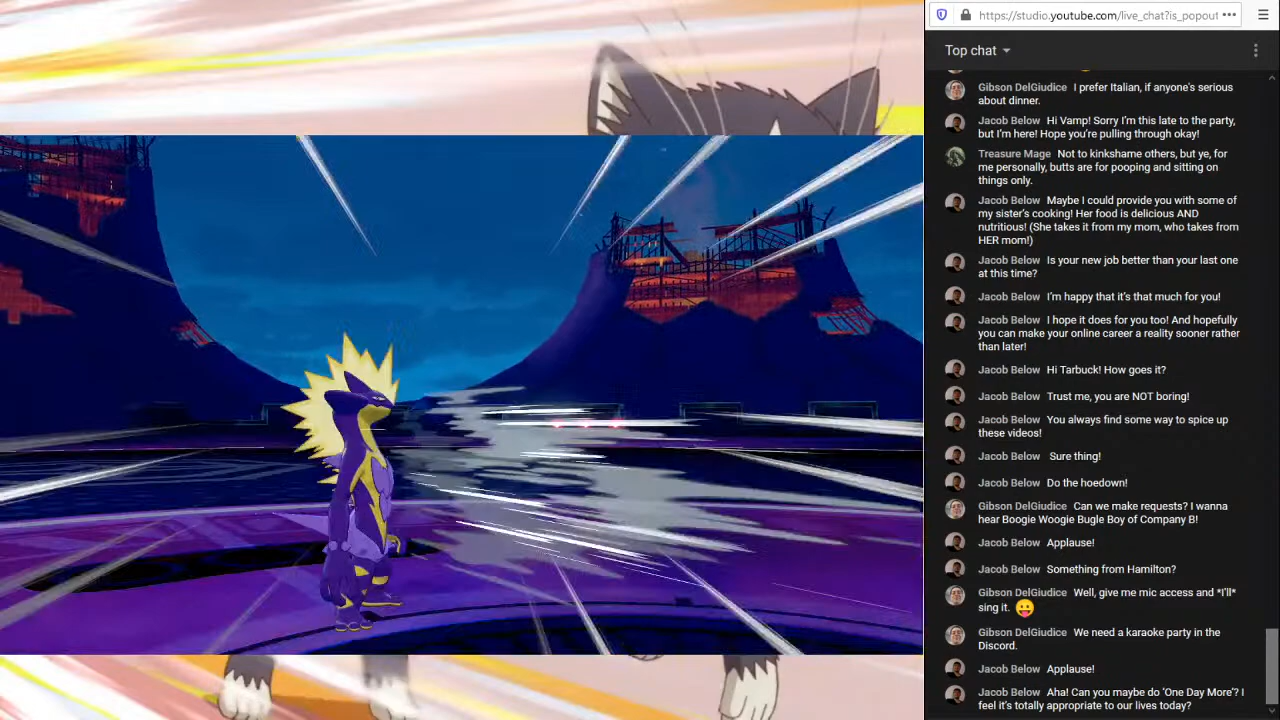 https://studio.youtube.com/live_chat?is_popout
Top chat
Gibson DelGiudice I prefer Italian, if anyone's serious
about dinner.
Jacob Below Hi Vamp! Sorry I'm this late to the party,
but I'm here! Hope you're pulling through okay!
Treasure Mage Not to kinkshame others, but ye, for
me personally, butts are for pooping and sitting on
things only.
Jacob Below Maybe I could provide you with some of
my sister's cooking! Her food is delicious AND
nutritious! (She takes it from my mom, who takes from
HER mom!)
Jacob Below Is your new job better than your last one
at this time?
Jacob Below I'm happy that it's that much for you!
Jacob Below I hope it does for you too! And hopefully
you can make your online career a reality sooner rather
than later!
Jacob Below Hi Tarbuck! How goes it?
Jacob Below Trust me, you are NOT boring!
Jacob Below You always find some way to spice up
these videos!
Jacob Below Sure thing!
Jacob Below Do the hoedown!
Gibson DelGiudice Can we make requests? I wanna
hear Boogie Woogie Bugle Boy of Company B!
Jacob Below Applause!
Jacob Below Something from Hamilton?
Gibson DelGiudice Well, give me mic access and *I'll*
sing it. 😛
Gibson DelGiudice We need a karaoke party in the
Discord.
Jacob Below Applause!
Jacob Below Aha! Can you maybe do 'One Day More'? I
feel it's totally appropriate to our lives today?